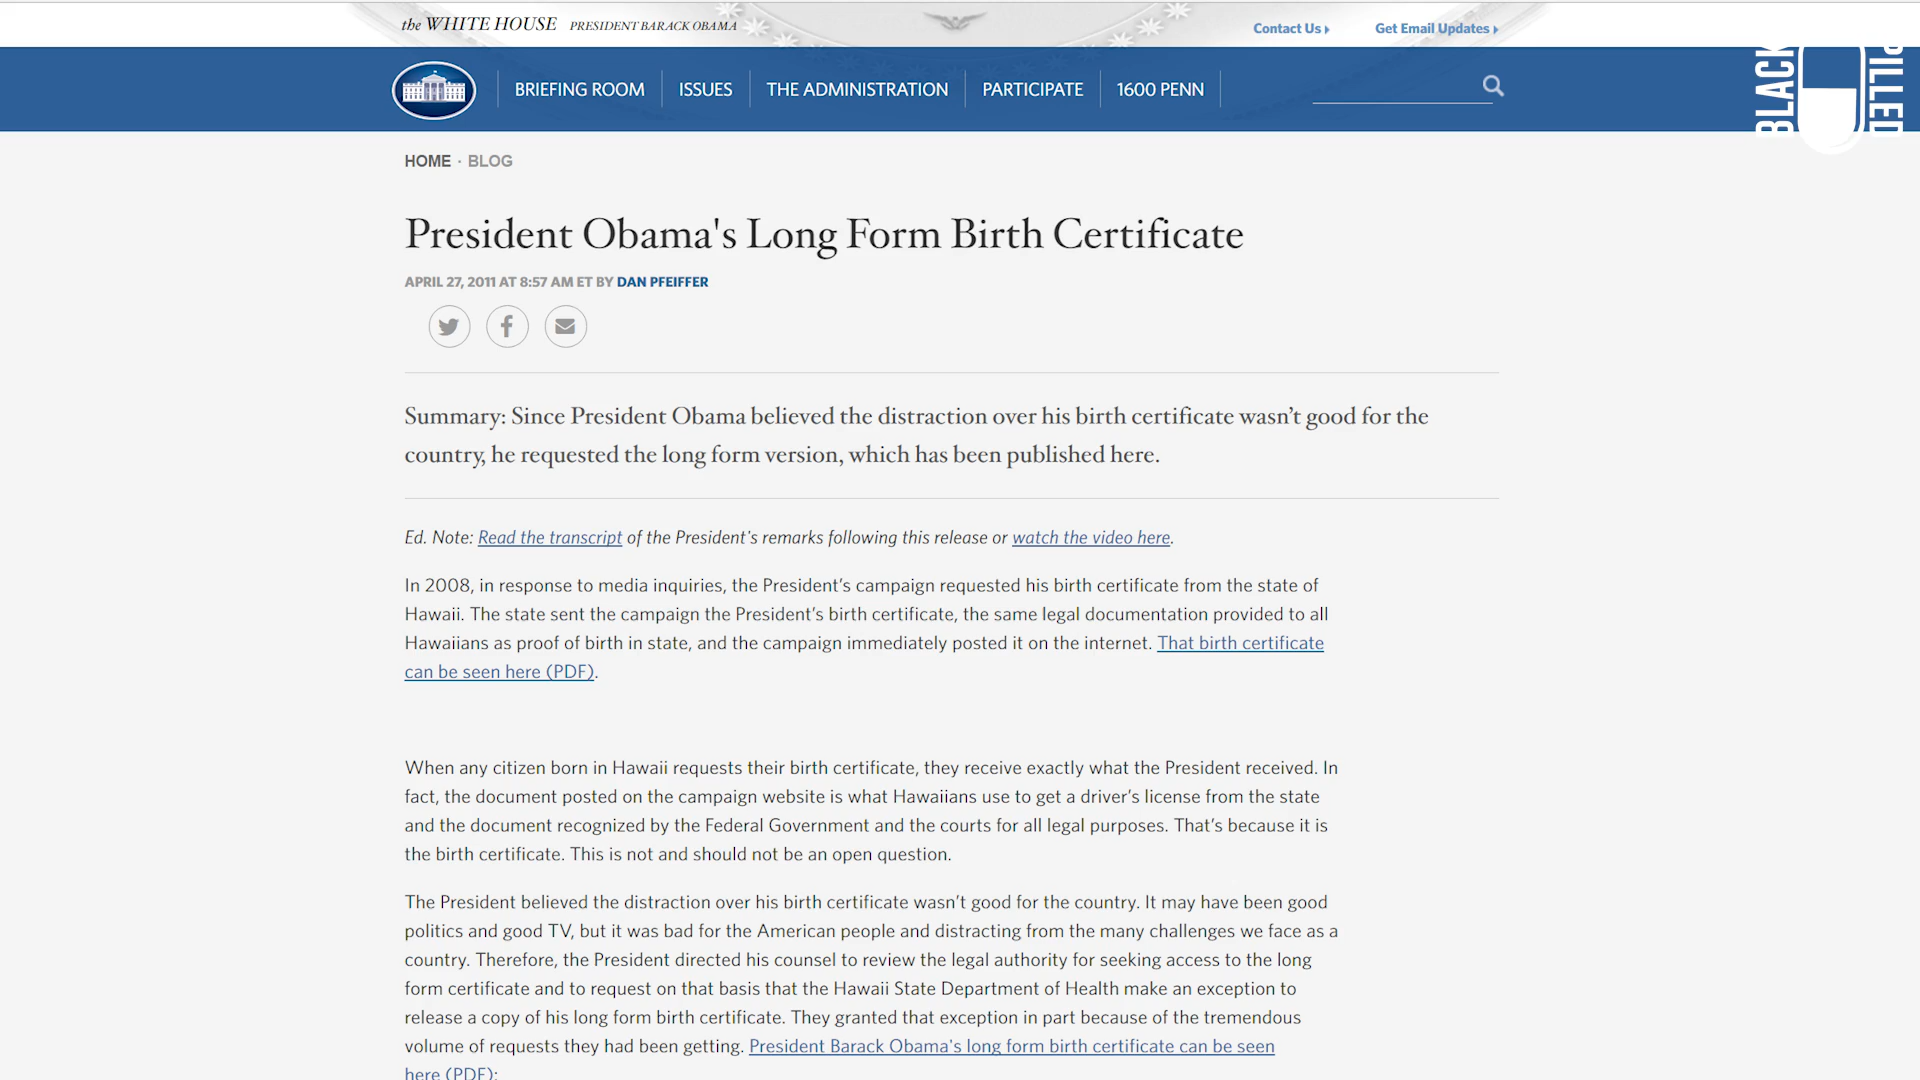 the WHITE HOUSE PRESIDENT BARACK OBAMA
Contact Us Get Email Updates
BRIEFING ROOM ISSUES THE ADMINISTRATION PARTICIPATE 1600 PENN
BLACK PILLED
HOME · BLOG
President Obama's Long Form Birth Certificate
APRIL 27, 2011 AT 8:57 AM ET BY DAN PFEIFFER
Summary: Since President Obama believed the distraction over his birth certificate wasn’t good for the
country, he requested the long form version, which has been published here.
Ed. Note: Read the transcript of the President's remarks following this release or watch the video here.
In 2008, in response to media inquiries, the President’s campaign requested his birth certificate from the state of
Hawaii. The state sent the campaign the President’s birth certificate, the same legal documentation provided to all
Hawaiians as proof of birth in state, and the campaign immediately posted it on the internet. That birth certificate
can be seen here (PDF).
When any citizen born in Hawaii requests their birth certificate, they receive exactly what the President received. In
fact, the document posted on the campaign website is what Hawaiians use to get a driver’s license from the state
and the document recognized by the Federal Government and the courts for all legal purposes. That’s because it is
the birth certificate. This is not and should not be an open question.
The President believed the distraction over his birth certificate wasn’t good for the country. It may have been good
politics and good TV, but it was bad for the American people and distracting from the many challenges we face as a
country. Therefore, the President directed his counsel to review the legal authority for seeking access to the long
form certificate and to request on that basis that the Hawaii State Department of Health make an exception to
release a copy of his long form birth certificate. They granted that exception in part because of the tremendous
volume of requests they had been getting. President Barack Obama's long form birth certificate can be seen
here (PDF):